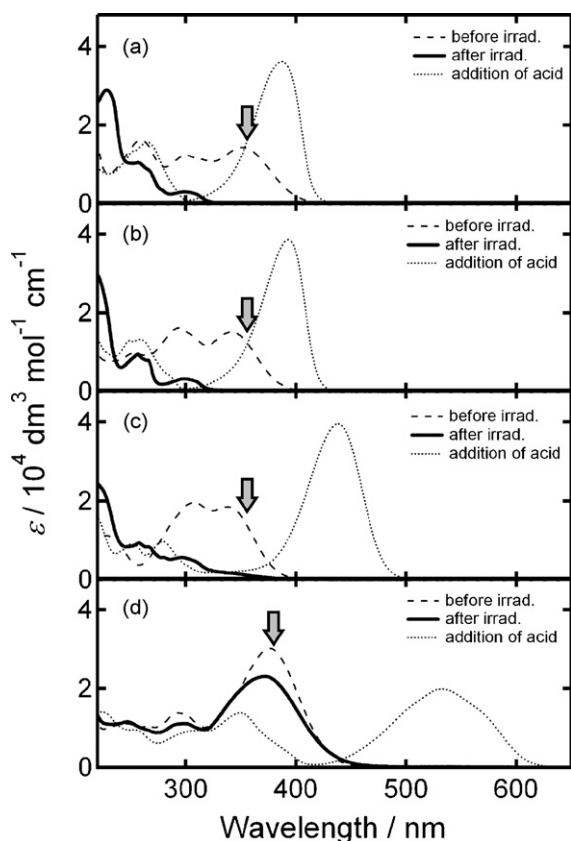 4
2
0
(a)
before irrad.
after irrad.
addition of acid
4
2
0
(b)
before irrad.
after irrad.
addition of acid
4
2
0
(c)
before irrad.
after irrad.
addition of acid
4
2
0
(d)
before irrad.
after irrad.
addition of acid
ε / 10⁴ dm³ mol⁻¹ cm⁻¹
300 400 500 600
Wavelength / nm